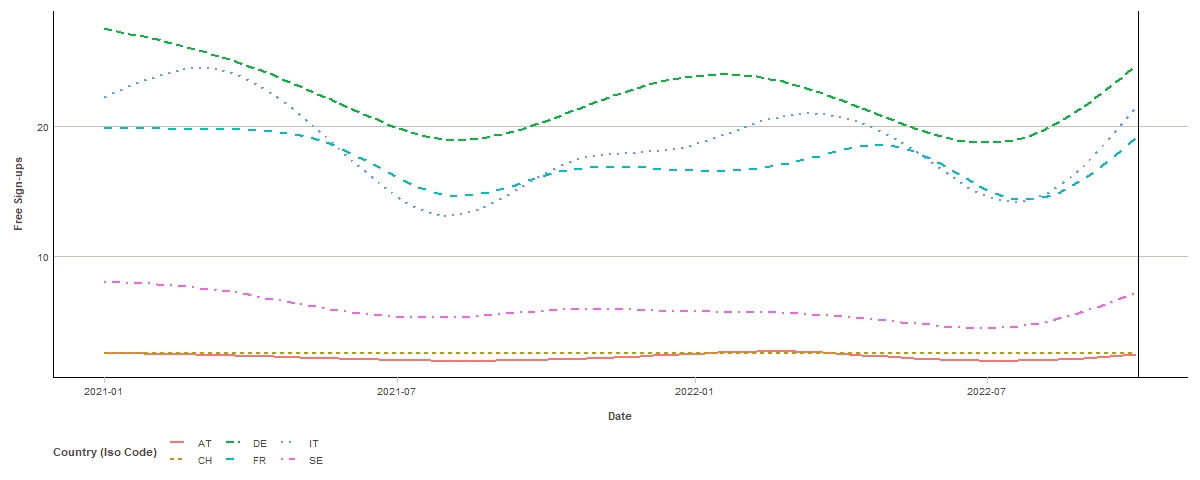 Free Sign-ups
20
10
2021-01 2021-07 2022-01 2022-07
Date
Country (Iso Code)
AT DE IT
CH FR SE